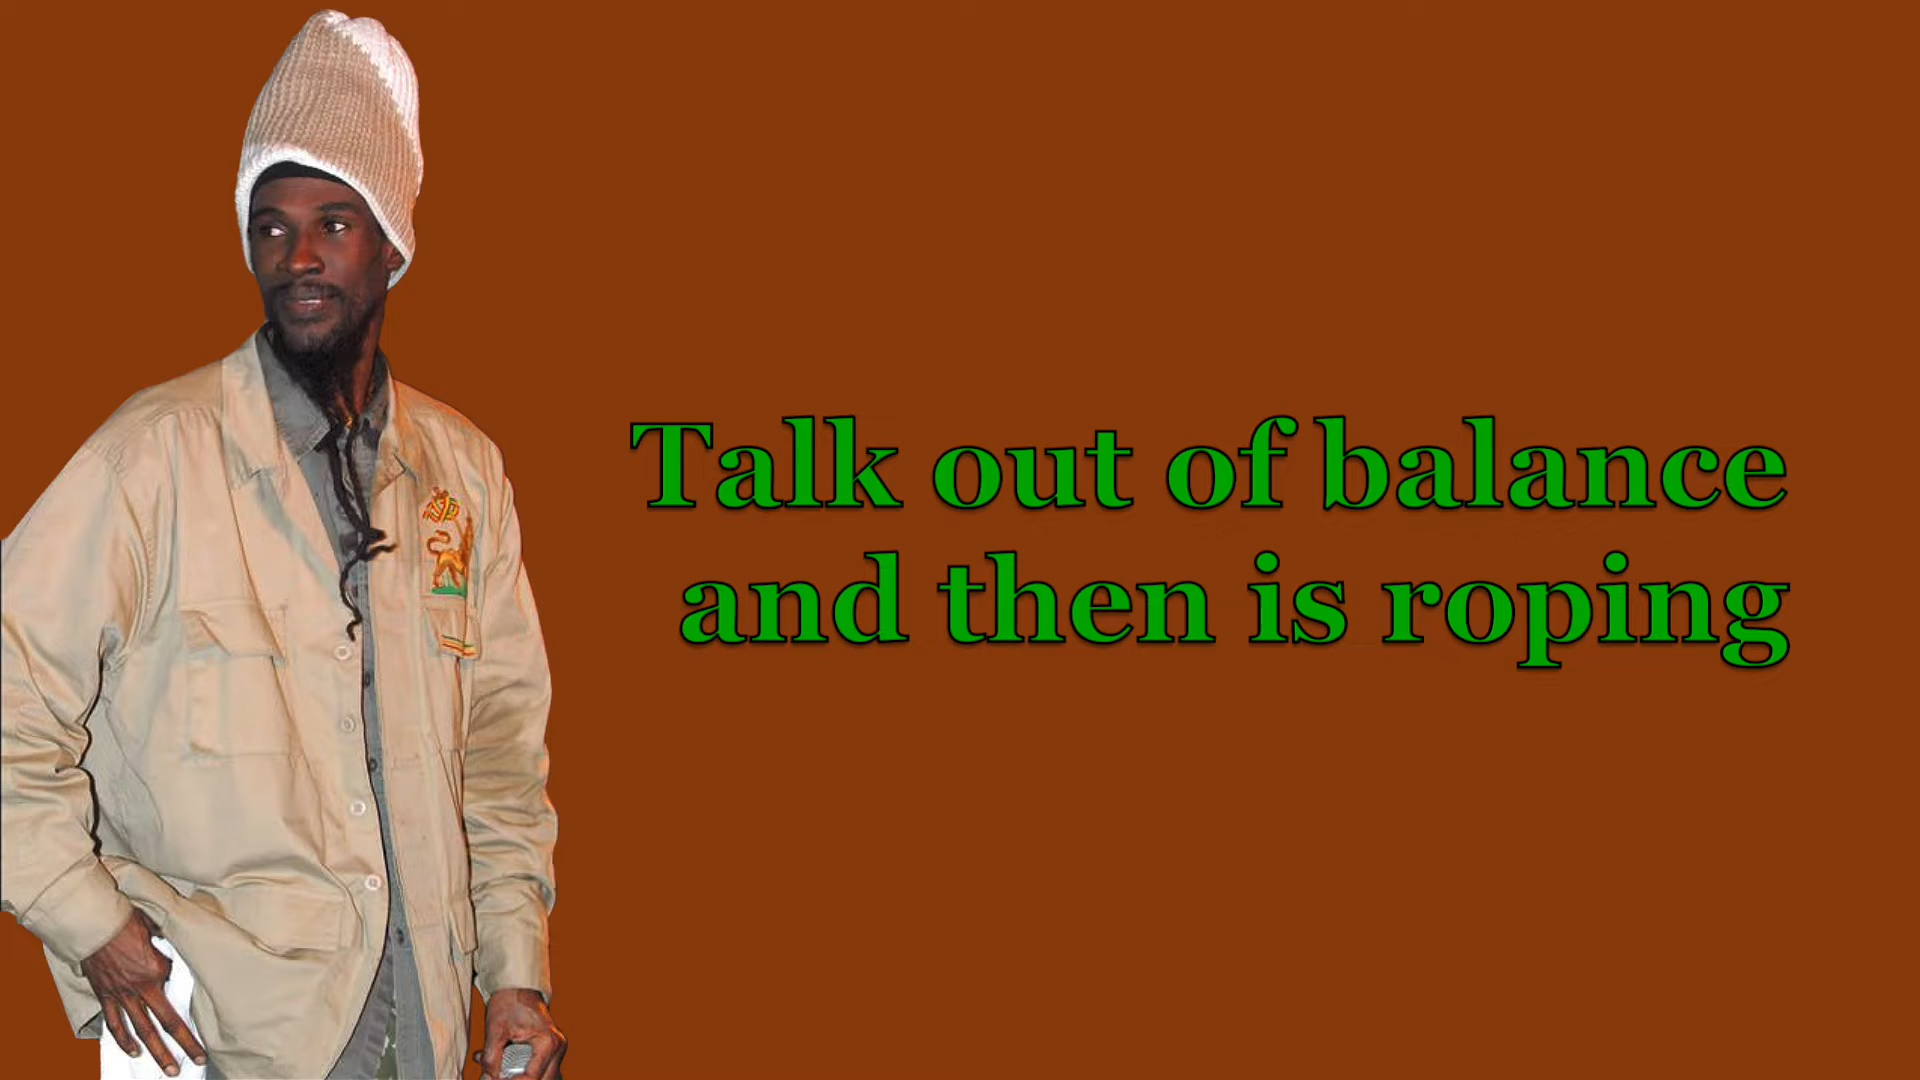 Talk out of balance
and then is roping